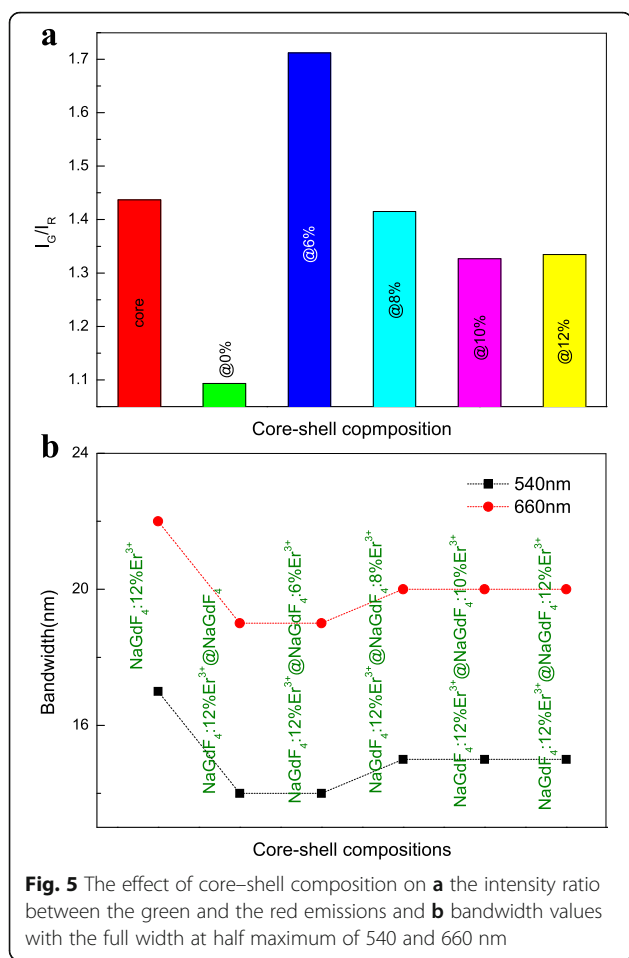 a
1.7
1.6
1.5
1.4
1.3
1.2
1.1
I_G/I_R
core
@0%
@6%
@8%
@10%
@12%
Core-shell copmposition
b
24
20
16
Bandwidth(nm)
540nm
660nm
NaGdF₄:12%Er³⁺
NaGdF₄:12%Er³⁺@NaGdF₄
NaGdF₄:12%Er³⁺@NaGdF₄:6%Er³⁺
NaGdF₄:12%Er³⁺@NaGdF₄:8%Er³⁺
NaGdF₄:12%Er³⁺@NaGdF₄:10%Er³⁺
NaGdF₄:12%Er³⁺@NaGdF₄:12%Er³⁺
Core-shell compositions
Fig. 5 The effect of core–shell composition on a the intensity ratio
between the green and the red emissions and b bandwidth values
with the full width at half maximum of 540 and 660 nm